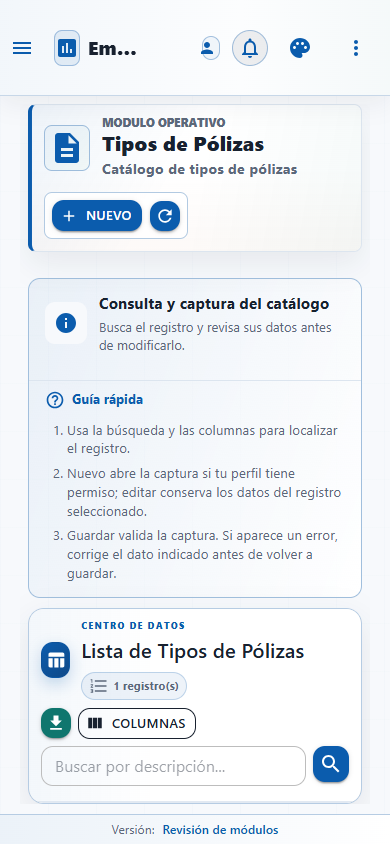 Em...
MODULO OPERATIVO
Tipos de Pólizas
Catálogo de tipos de pólizas
NUEVO
Consulta y captura del catálogo
Busca el registro y revisa sus datos antes
de modificarlo.
Guía rápida
1. Usa la búsqueda y las columnas para localizar
el registro.
2. Nuevo abre la captura si tu perfil tiene
permiso; editar conserva los datos del registro
seleccionado.
3. Guardar valida la captura. Si aparece un error,
corrige el dato indicado antes de volver a
guardar.
CENTRO DE DATOS
Lista de Tipos de Pólizas
1 registro(s)
COLUMNAS
Buscar por descripción...
Versión: Revisión de módulos